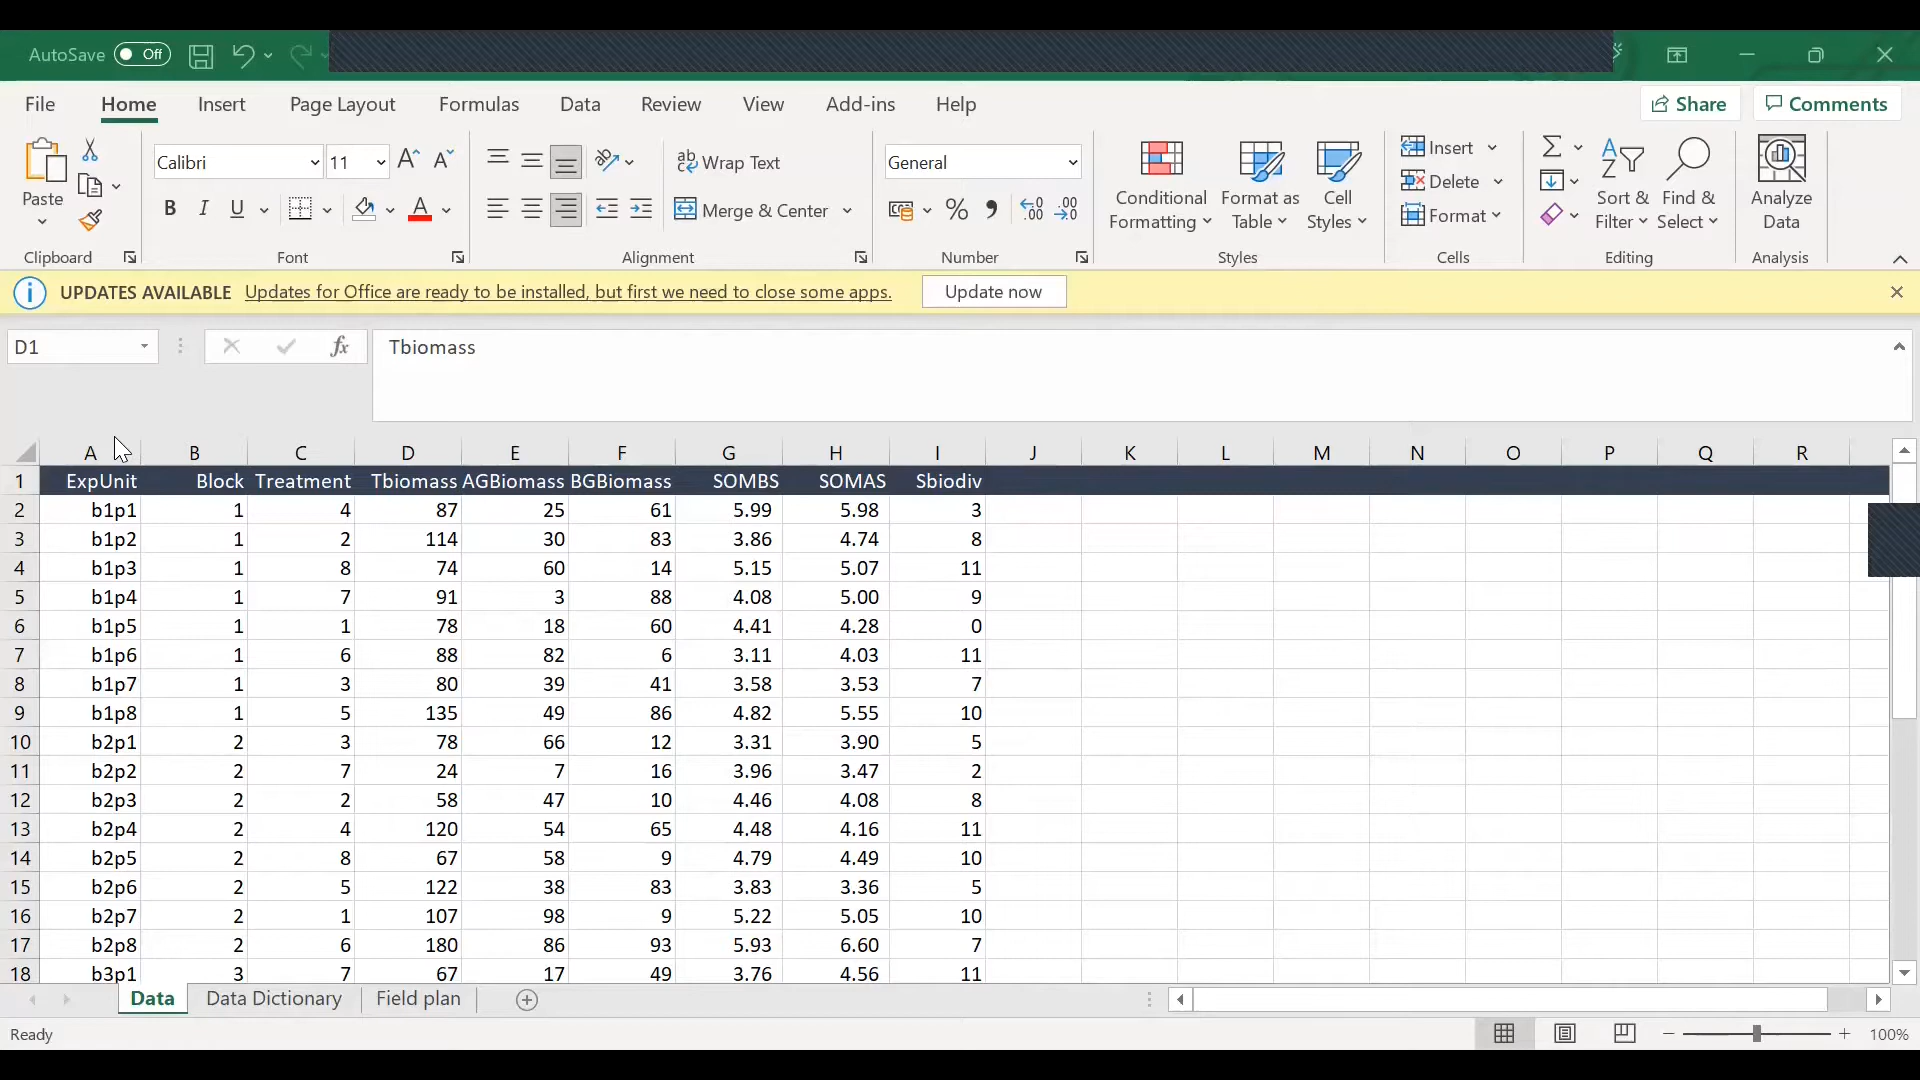 AutoSave Off
File Home Insert Page Layout Formulas Data Review View Add-ins Help Share Comments
Paste Calibri 11 B I U A Wrap Text Merge & Center General % Conditional Formatting Format as Table Cell Styles Insert Delete Format Sort & Filter Find & Select Analyze Data
Clipboard Font Alignment Number Styles Cells Editing Analysis
UPDATES AVAILABLE Updates for Office are ready to be installed, but first we need to close some apps. Update now
D1 fx Tbiomass
A B C D E F G H I J K L M N O P Q R
1 ExpUnit Block Treatment Tbiomass AGBiomass BGBiomass SOMBS SOMAS Sbiodiv
2 b1p1 1 4 87 25 61 5.99 5.98 3
3 b1p2 1 2 114 30 83 3.86 4.74 8
4 b1p3 1 8 74 60 14 5.15 5.07 11
5 b1p4 1 7 91 3 88 4.08 5.00 9
6 b1p5 1 1 78 18 60 4.41 4.28 0
7 b1p6 1 6 88 82 6 3.11 4.03 11
8 b1p7 1 3 80 39 41 3.58 3.53 7
9 b1p8 1 5 135 49 86 4.82 5.55 10
10 b2p1 2 3 78 66 12 3.31 3.90 5
11 b2p2 2 7 24 7 16 3.96 3.47 2
12 b2p3 2 2 58 47 10 4.46 4.08 8
13 b2p4 2 4 120 54 65 4.48 4.16 11
14 b2p5 2 8 67 58 9 4.79 4.49 10
15 b2p6 2 5 122 38 83 3.83 3.36 5
16 b2p7 2 1 107 98 9 5.22 5.05 10
17 b2p8 2 6 180 86 93 5.93 6.60 7
18 b3p1 3 7 67 17 49 3.76 4.56 11
Data Data Dictionary Field plan
Ready 100%